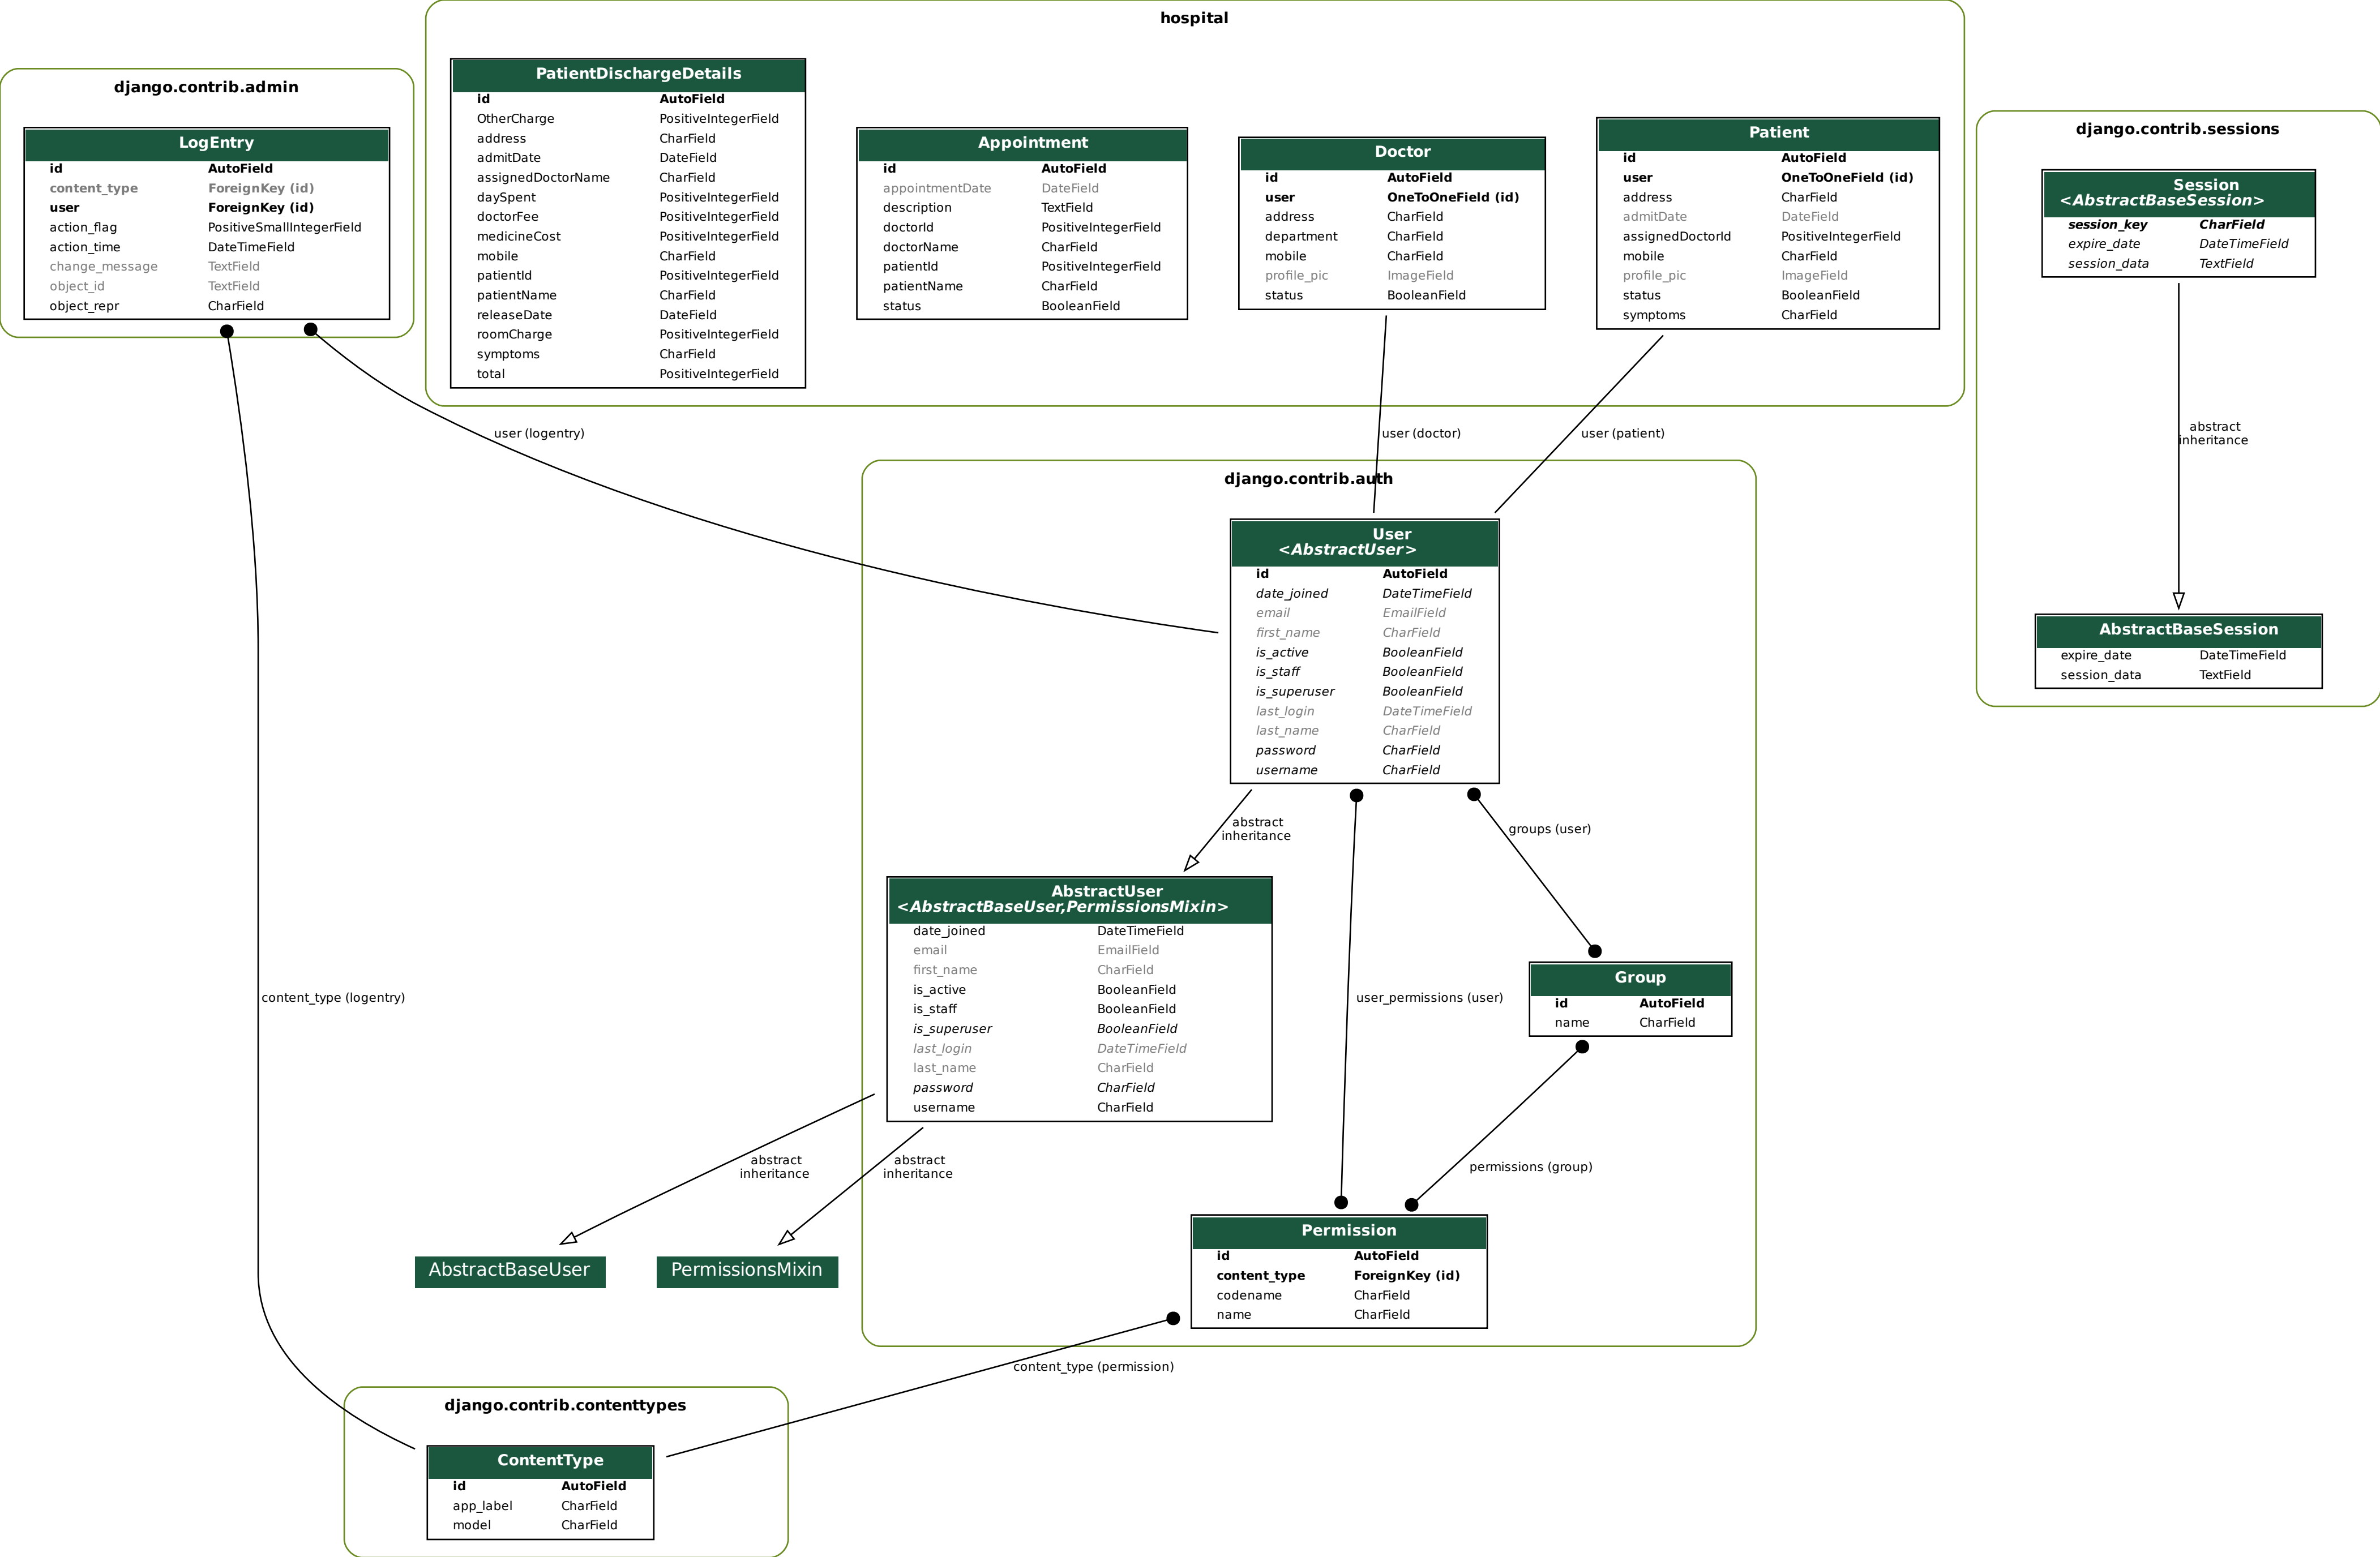 hospital
django.contrib.admin
LogEntry
id AutoField
content_type ForeignKey (id)
user ForeignKey (id)
action_flag PositiveSmallIntegerField
action_time DateTimeField
change_message TextField
object_id TextField
object_repr CharField
PatientDischargeDetails
id AutoField
OtherCharge PositiveIntegerField
address CharField
admitDate DateField
assignedDoctorName CharField
daySpent PositiveIntegerField
doctorFee PositiveIntegerField
medicineCost PositiveIntegerField
mobile CharField
patientId PositiveIntegerField
patientName CharField
releaseDate DateField
roomCharge PositiveIntegerField
symptoms CharField
total PositiveIntegerField
Appointment
id AutoField
appointmentDate DateField
description TextField
doctorId PositiveIntegerField
doctorName CharField
patientId PositiveIntegerField
patientName CharField
status BooleanField
Doctor
id AutoField
user OneToOneField (id)
address CharField
department CharField
mobile CharField
profile_pic ImageField
status BooleanField
Patient
id AutoField
user OneToOneField (id)
address CharField
admitDate DateField
assignedDoctorId PositiveIntegerField
mobile CharField
profile_pic ImageField
status BooleanField
symptoms CharField
django.contrib.sessions
Session
<AbstractBaseSession>
session_key CharField
expire_date DateTimeField
session_data TextField
abstract
inheritance
AbstractBaseSession
expire_date DateTimeField
session_data TextField
user (logentry)
user (doctor)
user (patient)
django.contrib.auth
User
<AbstractUser>
id AutoField
date_joined DateTimeField
email EmailField
first_name CharField
is_active BooleanField
is_staff BooleanField
is_superuser BooleanField
last_login DateTimeField
last_name CharField
password CharField
username CharField
abstract
inheritance
groups (user)
AbstractUser
<AbstractBaseUser,PermissionsMixin>
date_joined DateTimeField
email EmailField
first_name CharField
is_active BooleanField
is_staff BooleanField
is_superuser BooleanField
last_login DateTimeField
last_name CharField
password CharField
username CharField
content_type (logentry)
user_permissions (user)
Group
id AutoField
name CharField
abstract
inheritance
abstract
inheritance
permissions (group)
AbstractBaseUser
PermissionsMixin
Permission
id AutoField
content_type ForeignKey (id)
codename CharField
name CharField
content_type (permission)
django.contrib.contenttypes
ContentType
id AutoField
app_label CharField
model CharField